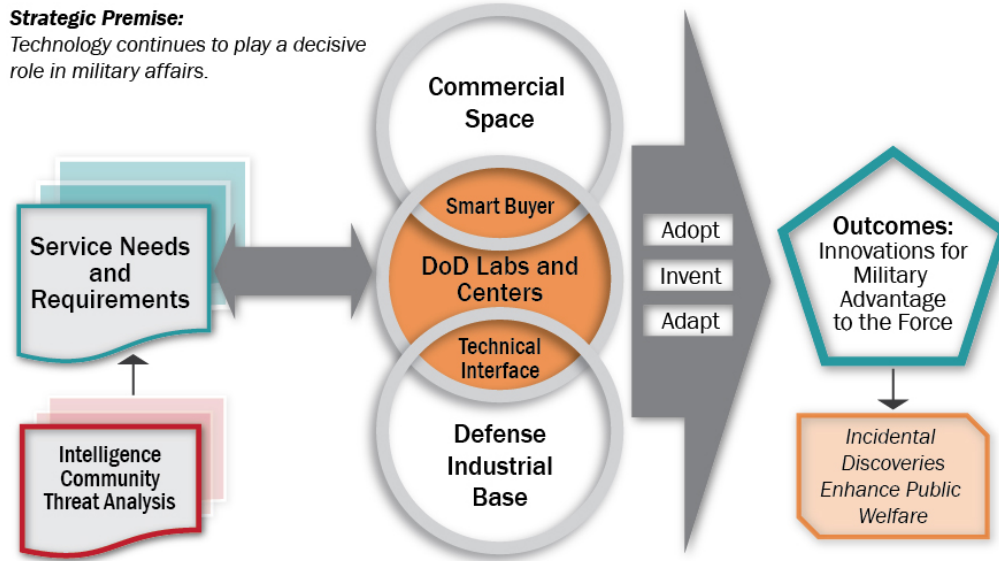 Strategic Premise:
Technology continues to play a decisive
role in military affairs.
Service Needs
and
Requirements
Intelligence
Community
Threat Analysis
Commercial
Space
Smart Buyer
DoD Labs and
Centers
Technical
Interface
Defense
Industrial
Base
Adopt
Invent
Adapt
Outcomes:
Innovations for
Military
Advantage
to the Force
Incidental
Discoveries
Enhance Public
Welfare